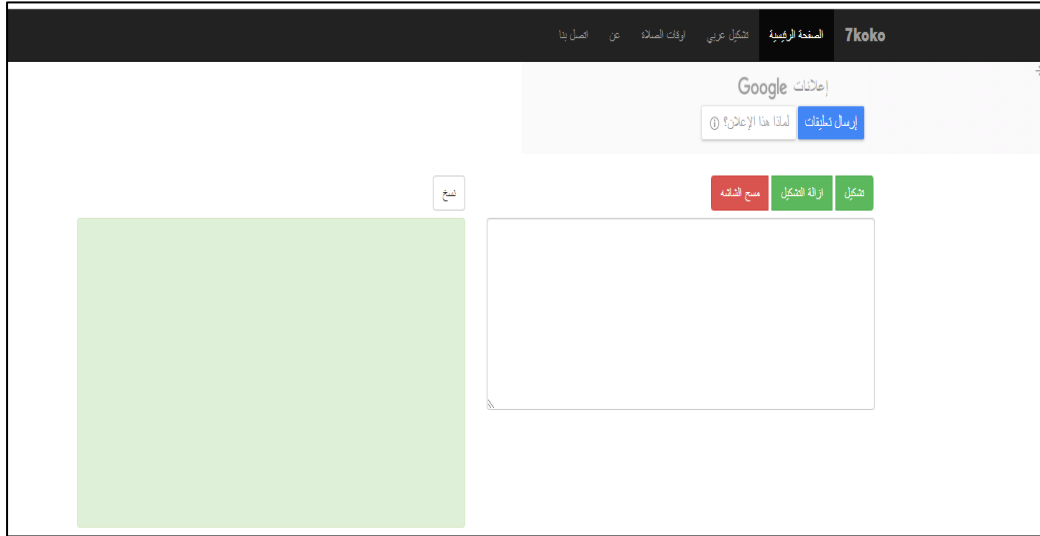 7koko الصفحة الرئيسية تشكيل عربي اوقات الصلاة عن اتصل بنا
إعلانات Google
إرسال تعليقات لماذا هذا الإعلان؟
تشكيل ازالة التشكيل مسح الشاشه نسخ